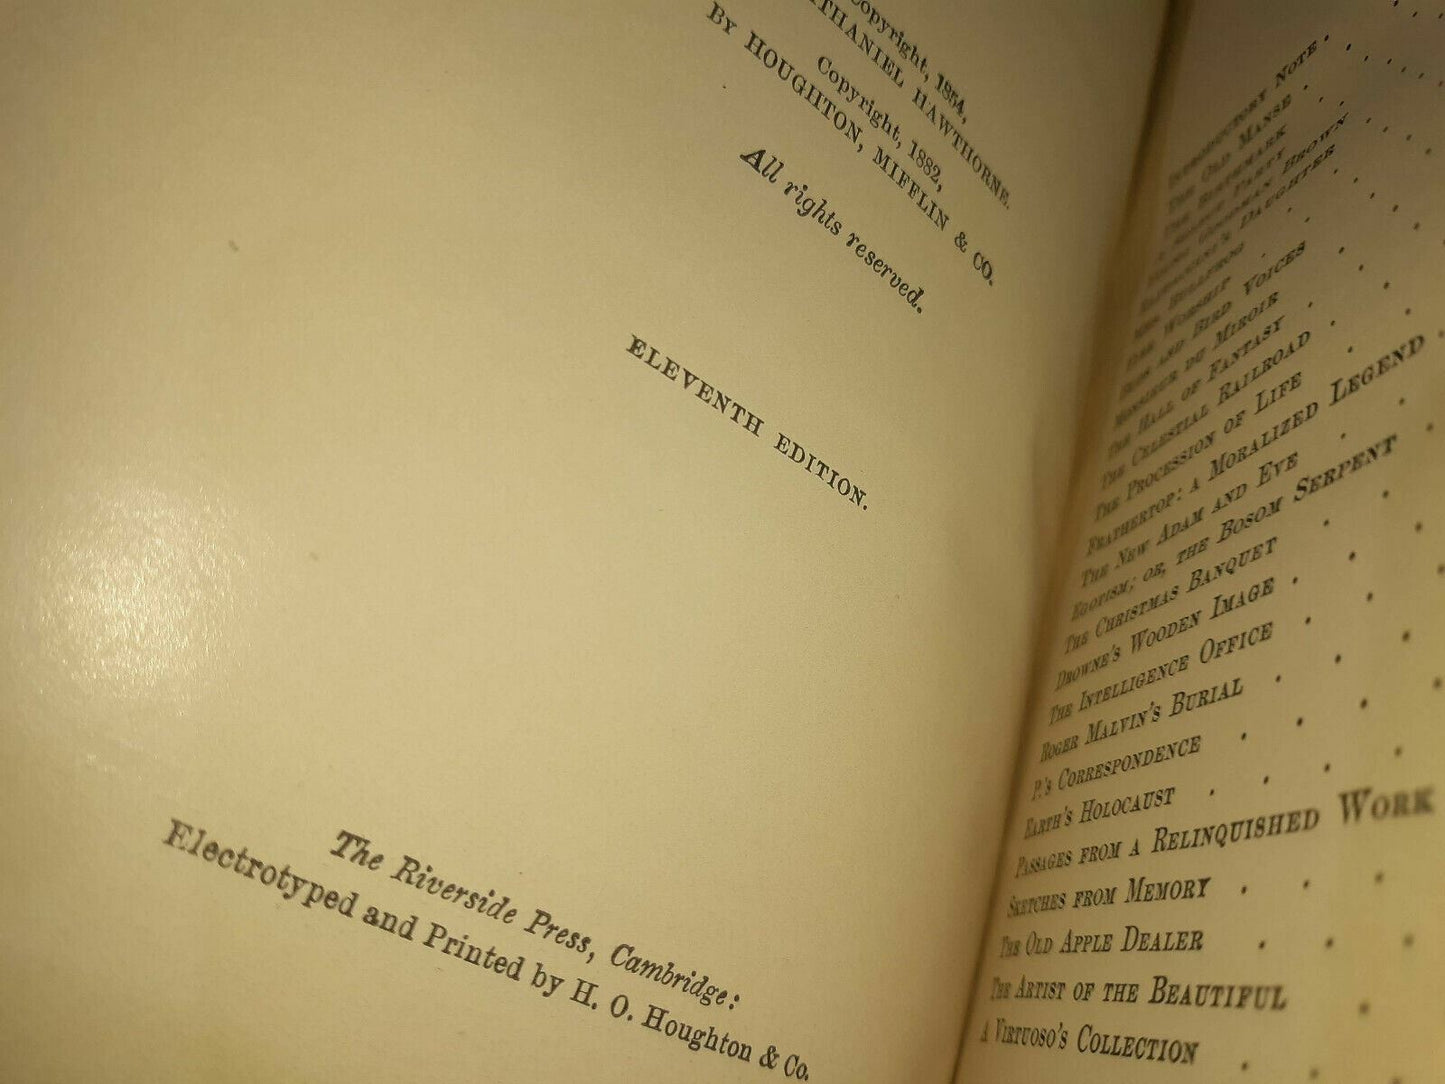 Copyright, 1854,
THANIEL HAWTHORNE.
Copyright, 1882,
BY HOUGHTON, MIFFLIN & CO.
All rights reserved.
ELEVENTH EDITION.
The Riverside Press, Cambridge:
Electrotyped and Printed by H. O. Houghton & Co.
INTRODUCTORY NOTE
THE OLD MANSE
THE BIRTHMARK
A SELECT PARTY
YOUNG GOODMAN BROWN
RAPPACCINI'S DAUGHTER
MRS. BULLFROG
FIRE WORSHIP
BUDS AND BIRD VOICES
MONSIEUR DU MIROIR
THE HALL OF FANTASY
THE CELESTIAL RAILROAD
THE PROCESSION OF LIFE
FEATHERTOP: A MORALIZED LEGEND
THE NEW ADAM AND EVE
EGOTISM; OR, THE BOSOM SERPENT
THE CHRISTMAS BANQUET
DROWNE'S WOODEN IMAGE
THE INTELLIGENCE OFFICE
ROGER MALVIN'S BURIAL
P.'S CORRESPONDENCE
EARTH'S HOLOCAUST
PASSAGES FROM A RELINQUISHED WORK
SKETCHES FROM MEMORY
THE OLD APPLE DEALER
THE ARTIST OF THE BEAUTIFUL
A VIRTUOSO'S COLLECTION